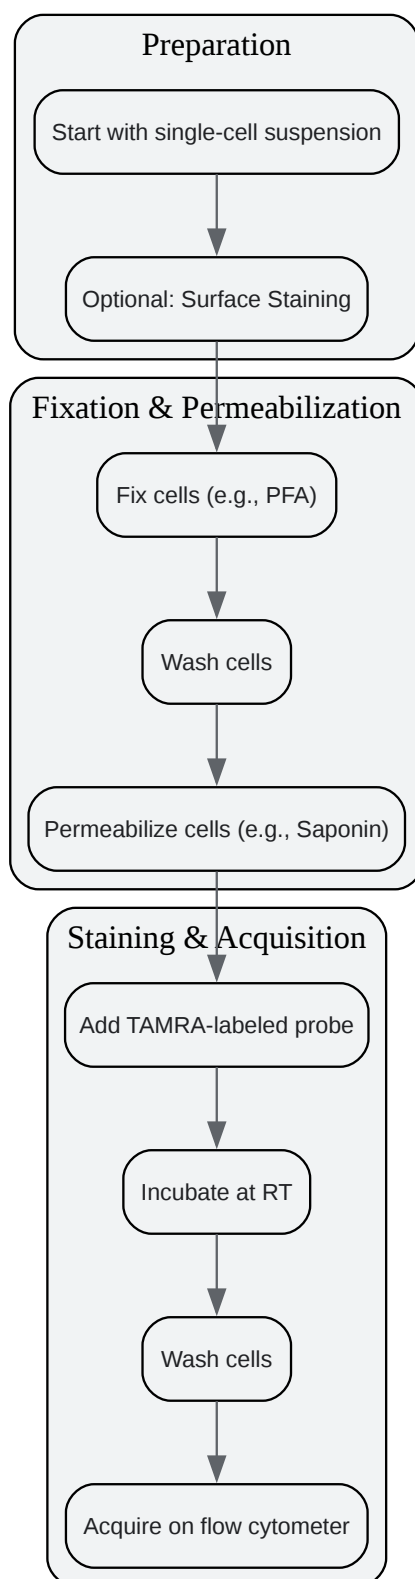 Preparation
Start with single-cell suspension
Optional: Surface Staining
Fixation & Permeabilization
Fix cells (e.g., PFA)
Wash cells
Permeabilize cells (e.g., Saponin)
Staining & Acquisition
Add TAMRA-labeled probe
Incubate at RT
Wash cells
Acquire on flow cytometer